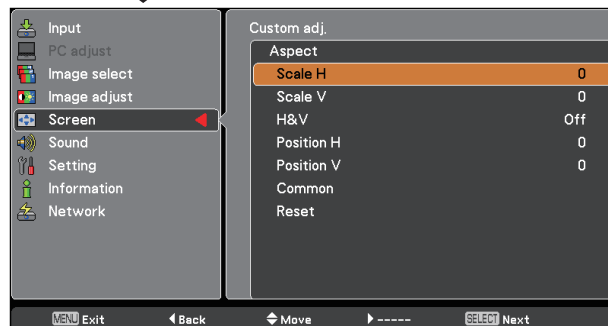 Input
PC adjust
Image select
Image adjust
Screen
Sound
Setting
Information
Network
Custom adj.
Aspect
Scale H 0
Scale V 0
H&V Off
Position H 0
Position V 0
Common
Reset
MENU Exit Back Move ----- SELECT Next